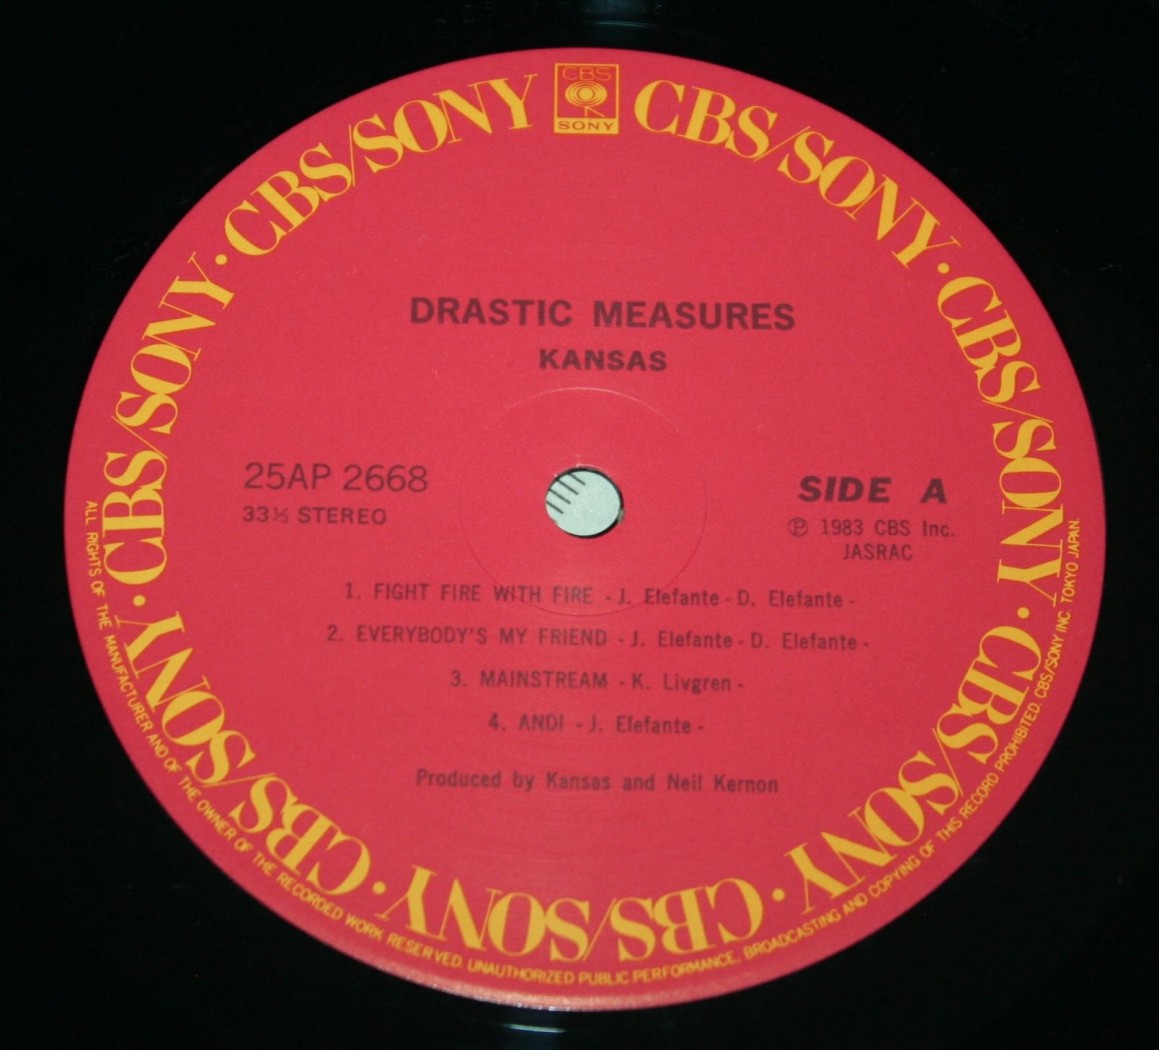 CBS
SONY
CBS/SONY · CBS/SONY · CBS/SONY · CBS/SONY · CBS/SONY · CBS/SONY · CBS/SONY · CBS/SONY
DRASTIC MEASURES
KANSAS
25AP 2668
33⅓ STEREO
SIDE A
Ⓟ 1983 CBS Inc.
JASRAC
1. FIGHT FIRE WITH FIRE - J. Elefante - D. Elefante -
2. EVERYBODY'S MY FRIEND - J. Elefante - D. Elefante -
3. MAINSTREAM - K. Livgren -
4. ANDI - J. Elefante -
Produced by Kansas and Neil Kernon
ALL RIGHTS OF THE MANUFACTURER AND OF THE OWNER OF THE RECORDED WORK RESERVED. UNAUTHORIZED PUBLIC PERFORMANCE, BROADCASTING AND COPYING OF THIS RECORD PROHIBITED. CBS/SONY INC. TOKYO JAPAN.